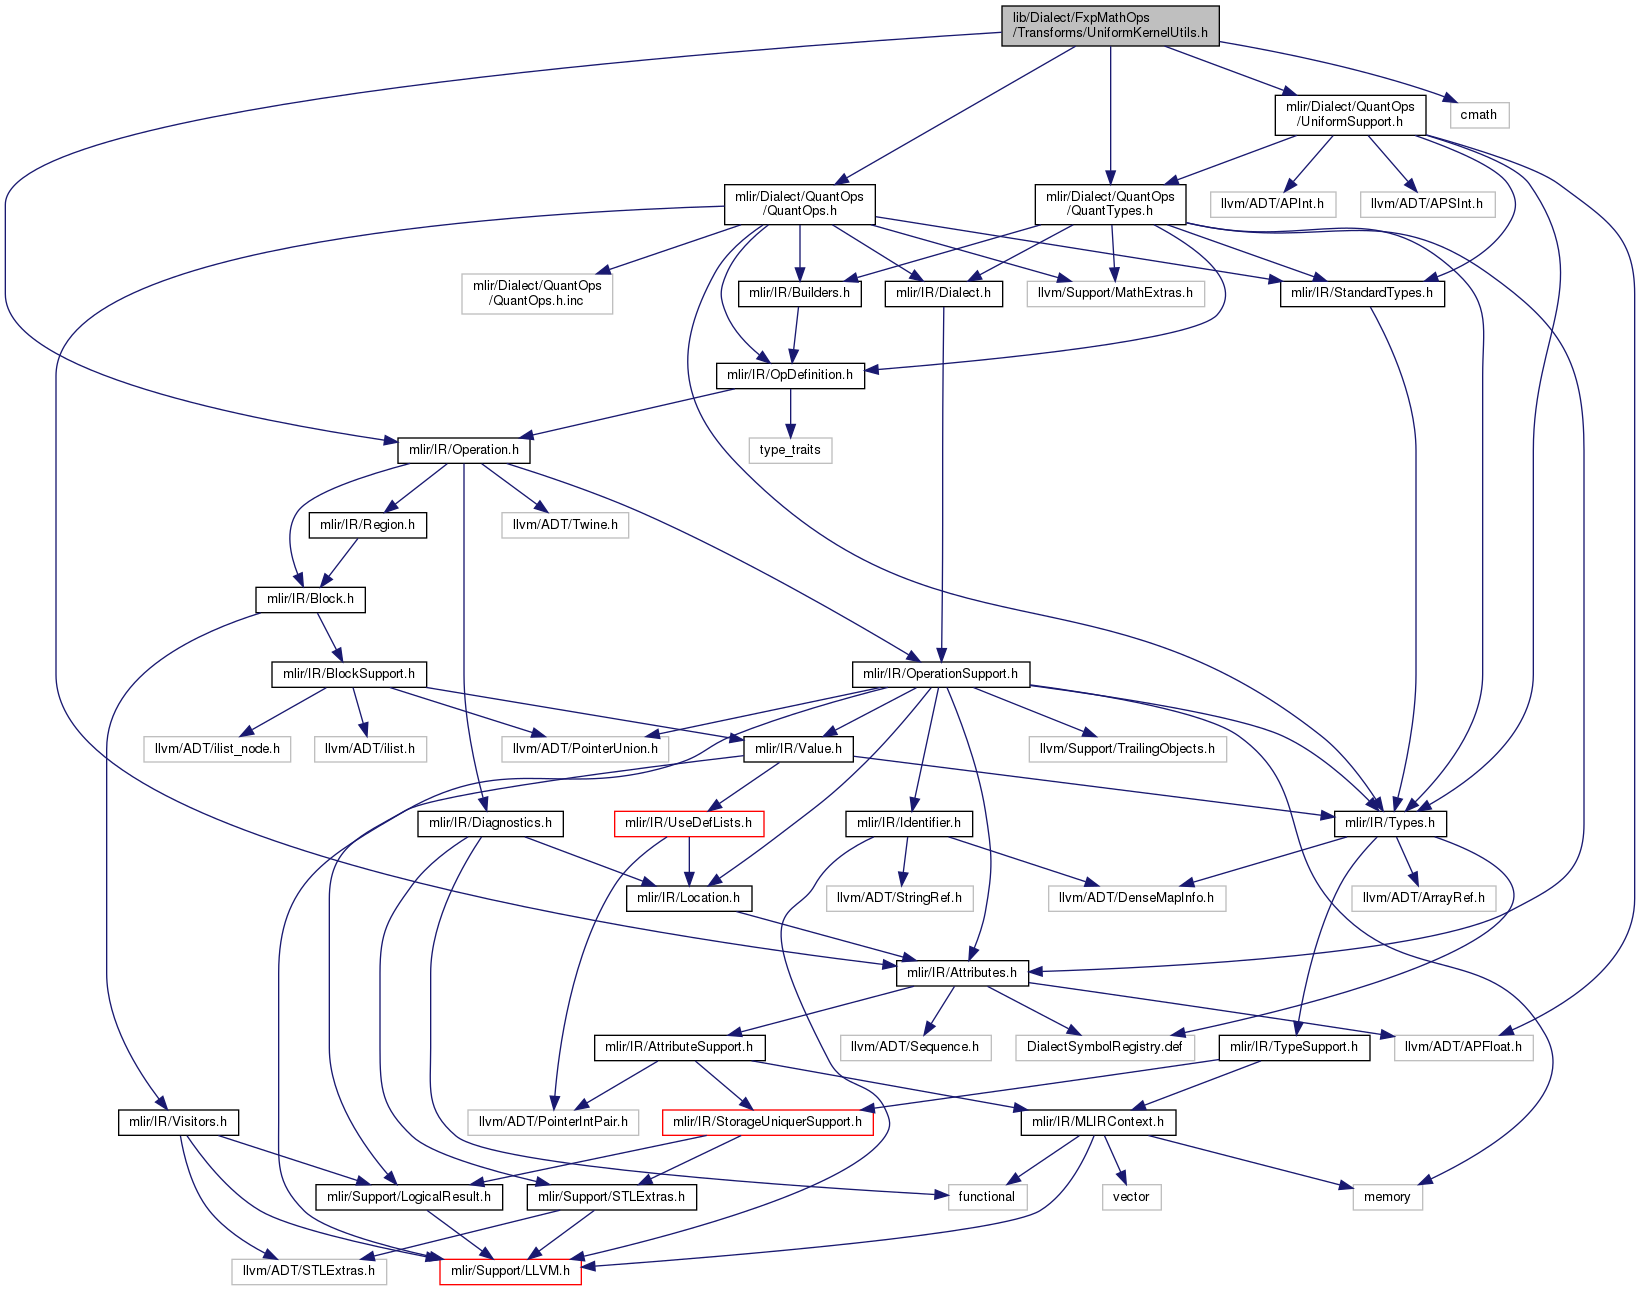 lib/Dialect/FxpMathOps
/Transforms/UniformKernelUtils.h
mlir/Dialect/QuantOps
/UniformSupport.h
cmath
mlir/Dialect/QuantOps
/QuantOps.h
mlir/Dialect/QuantOps
/QuantTypes.h
llvm/ADT/APInt.h
llvm/ADT/APSInt.h
mlir/Dialect/QuantOps
/QuantOps.h.inc
mlir/IR/Builders.h
mlir/IR/Dialect.h
llvm/Support/MathExtras.h
mlir/IR/StandardTypes.h
mlir/IR/OpDefinition.h
mlir/IR/Operation.h
type_traits
mlir/IR/Region.h
llvm/ADT/Twine.h
mlir/IR/Block.h
mlir/IR/BlockSupport.h
mlir/IR/OperationSupport.h
llvm/ADT/ilist_node.h
llvm/ADT/ilist.h
llvm/ADT/PointerUnion.h
mlir/IR/Value.h
llvm/Support/TrailingObjects.h
mlir/IR/Diagnostics.h
mlir/IR/UseDefLists.h
mlir/IR/Identifier.h
mlir/IR/Types.h
mlir/IR/Location.h
llvm/ADT/StringRef.h
llvm/ADT/DenseMapInfo.h
llvm/ADT/ArrayRef.h
mlir/IR/Attributes.h
mlir/IR/AttributeSupport.h
llvm/ADT/Sequence.h
DialectSymbolRegistry.def
mlir/IR/TypeSupport.h
llvm/ADT/APFloat.h
mlir/IR/Visitors.h
llvm/ADT/PointerIntPair.h
mlir/IR/StorageUniquerSupport.h
mlir/IR/MLIRContext.h
mlir/Support/LogicalResult.h
mlir/Support/STLExtras.h
functional
vector
memory
llvm/ADT/STLExtras.h
mlir/Support/LLVM.h